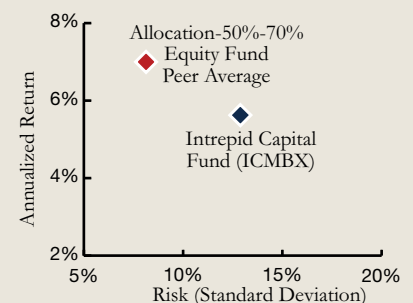 8%
Allocation-50%-70%
Equity Fund
Peer Average
6%
Intrepid Capital
Fund (ICMBX)
4%
2%
Annualized Return
5%
10%
15%
20%
Risk (Standard Deviation)